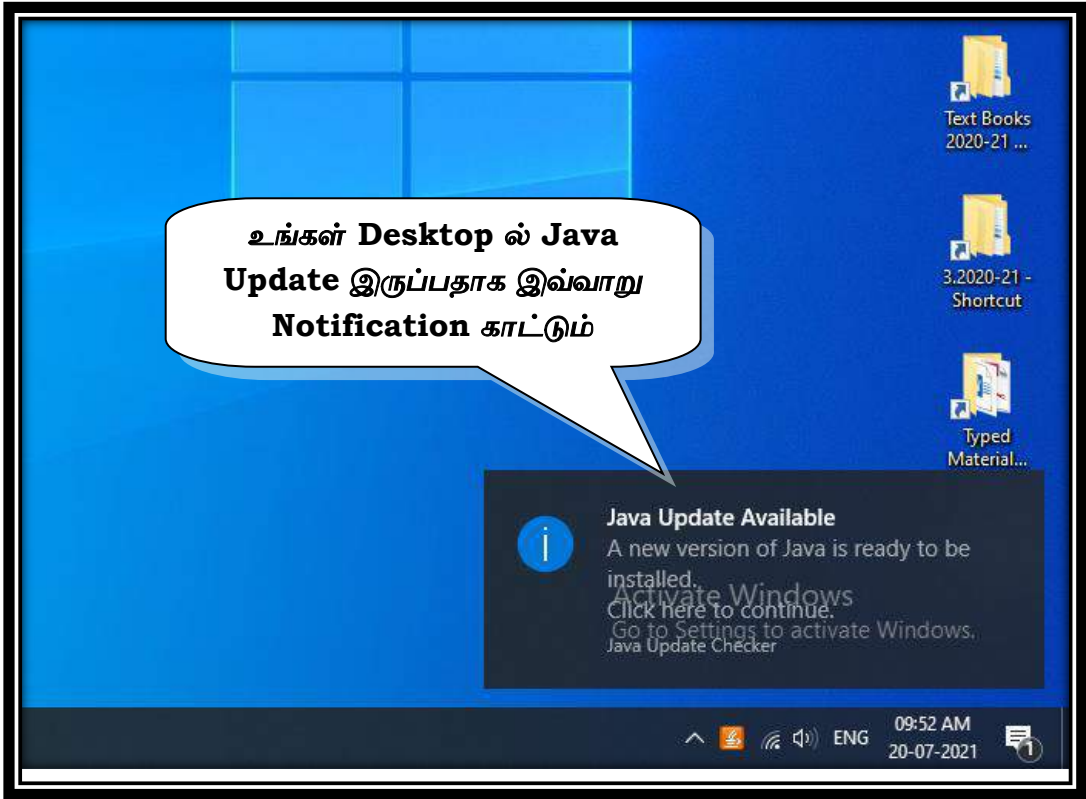 Text Books
2020-21 ...
3.2020-21 -
Shortcut
Typed
Material...
உங்கள் Desktop ல் Java
Update இருப்பதாக இவ்வாறு
Notification காட்டும்
Java Update Available
A new version of Java is ready to be
installed.
Activate Windows
Click here to continue.
Go to Settings to activate Windows.
Java Update Checker
ENG
09:52 AM
20-07-2021
1